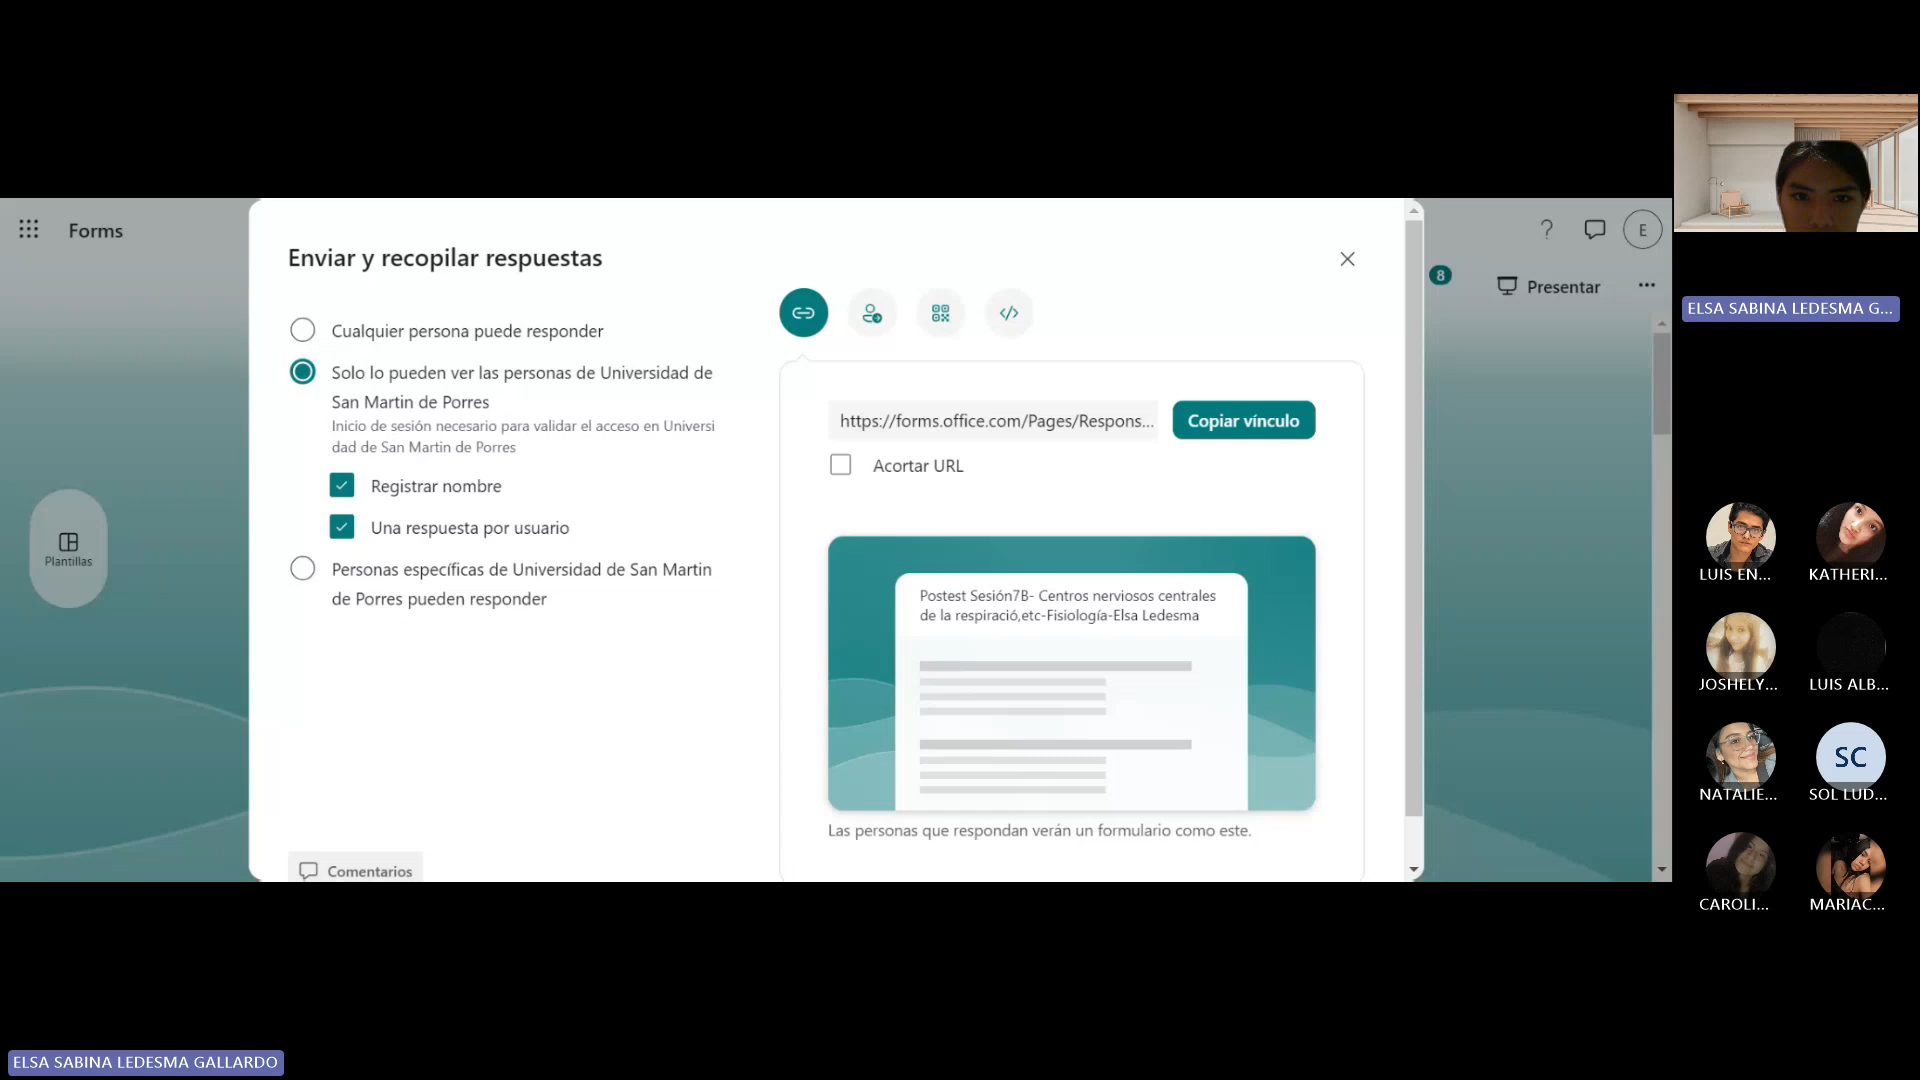 Forms
Enviar y recopilar respuestas
Cualquier persona puede responder
Solo lo pueden ver las personas de Universidad de
San Martin de Porres
Inicio de sesión necesario para validar el acceso en Universi
dad de San Martin de Porres
Registrar nombre
Una respuesta por usuario
Personas específicas de Universidad de San Martin
de Porres pueden responder
Comentarios
Plantillas
https://forms.office.com/Pages/Respons...
Copiar vínculo
Acortar URL
Postest Sesión7B- Centros nerviosos centrales
de la respiració,etc-Fisiología-Elsa Ledesma
Las personas que respondan verán un formulario como este.
8
Presentar
E
ELSA SABINA LEDESMA G...
LUIS EN...
KATHERI...
JOSHELY...
LUIS ALB...
NATALIE...
SC
SOL LUD...
CAROLI...
MARIAC...
ELSA SABINA LEDESMA GALLARDO